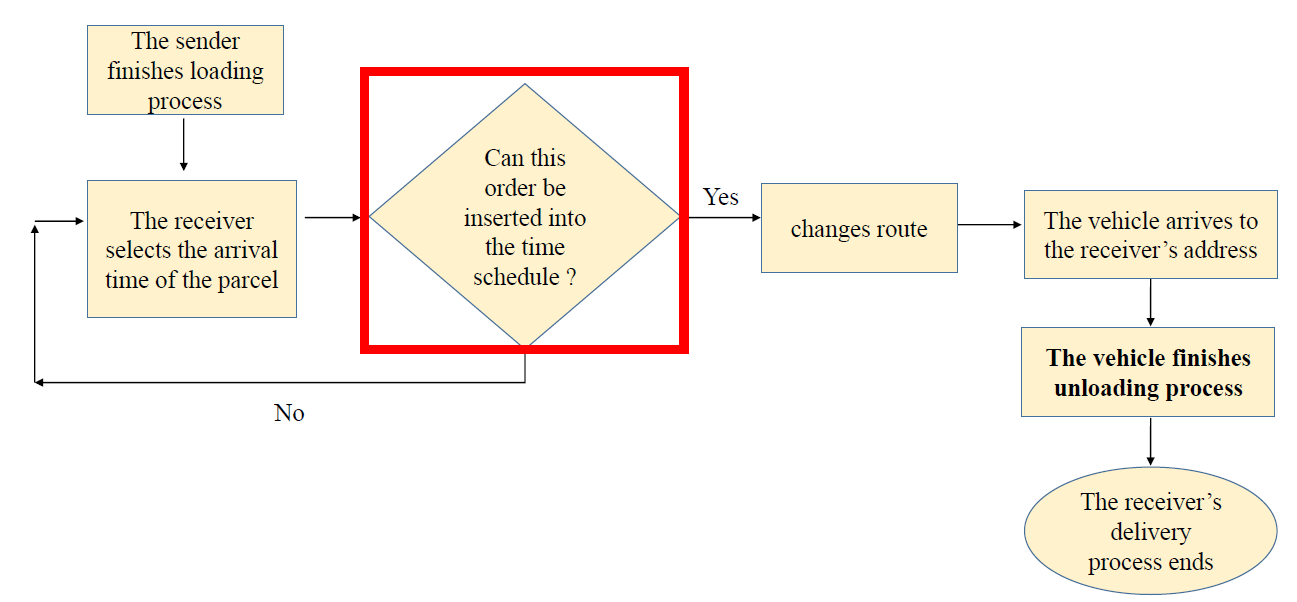 The sender
finishes loading
process
The receiver
selects the arrival
time of the parcel
Can this
order be
inserted into
the time
schedule ?
Yes
No
changes route
The vehicle arrives to
the receiver’s address
The vehicle finishes
unloading process
The receiver’s
delivery
process ends